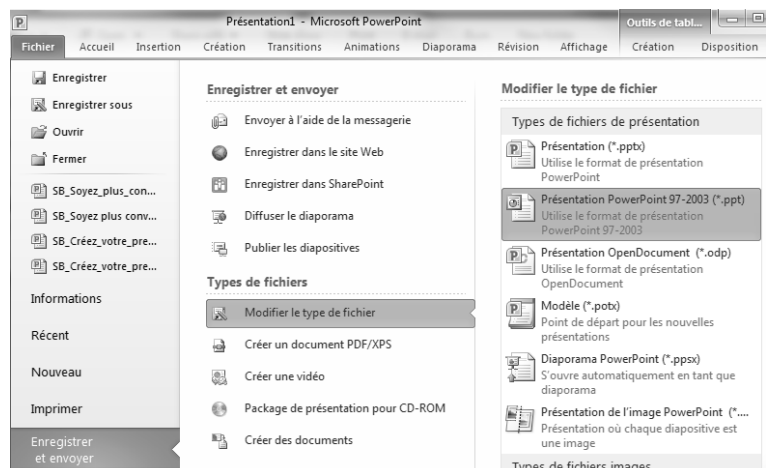 Présentation1 - Microsoft PowerPoint
Outils de tabl...
Fichier Accueil Insertion Création Transitions Animations Diaporama Révision Affichage Création Disposition
Enregistrer
Enregistrer sous
Ouvrir
Fermer
SB_Soyez_plus_con...
SB_Soyez plus conv...
SB_Créez_votre_pre...
SB_Créez_votre_pre...
Informations
Récent
Nouveau
Imprimer
Enregistrer
et envoyer
Enregistrer et envoyer
Envoyer à l'aide de la messagerie
Enregistrer dans le site Web
Enregistrer dans SharePoint
Diffuser le diaporama
Publier les diapositives
Types de fichiers
Modifier le type de fichier
Créer un document PDF/XPS
Créer une vidéo
Package de présentation pour CD-ROM
Créer des documents
Modifier le type de fichier
Types de fichiers de présentation
Présentation (*.pptx)
Utilise le format de présentation
PowerPoint
Présentation PowerPoint 97-2003 (*.ppt)
Utilise le format de présentation
PowerPoint 97-2003
Présentation OpenDocument (*.odp)
Utilise le format de présentation
OpenDocument
Modèle (*.potx)
Point de départ pour les nouvelles
présentations
Diaporama PowerPoint (*.ppsx)
S'ouvre automatiquement en tant que
diaporama
Présentation de l'image PowerPoint (*....
Présentation où chaque diapositive est
une image
Types de fichiers images